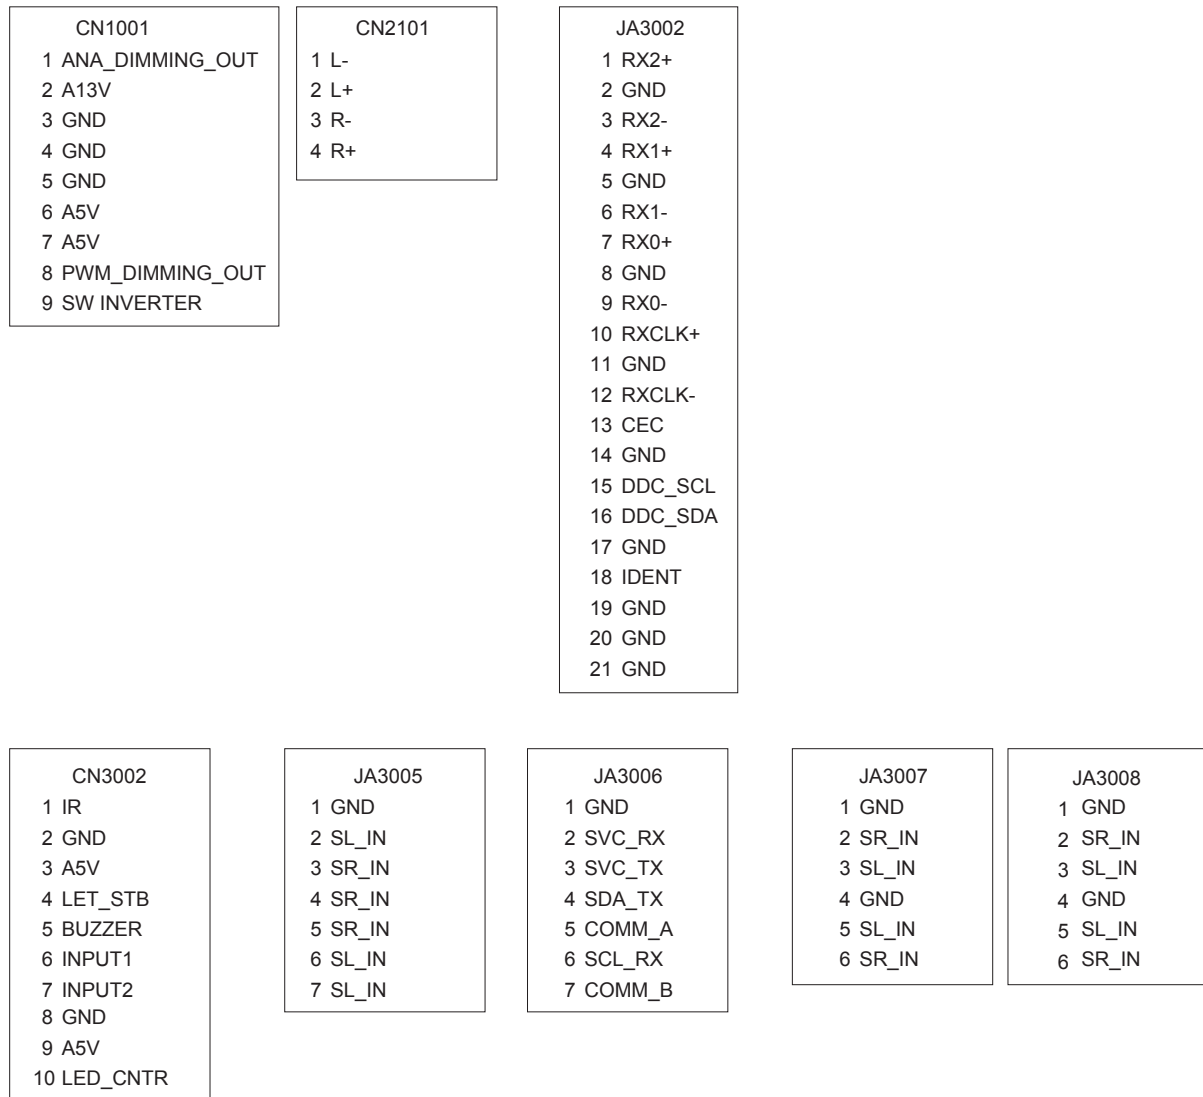 CN1001
1 ANA_DIMMING_OUT
2 A13V
3 GND
4 GND
5 GND
6 A5V
7 A5V
8 PWM_DIMMING_OUT
9 SW INVERTER
CN2101
1 L-
2 L+
3 R-
4 R+
JA3002
1 RX2+
2 GND
3 RX2-
4 RX1+
5 GND
6 RX1-
7 RX0+
8 GND
9 RX0-
10 RXCLK+
11 GND
12 RXCLK-
13 CEC
14 GND
15 DDC_SCL
16 DDC_SDA
17 GND
18 IDENT
19 GND
20 GND
21 GND
CN3002
1 IR
2 GND
3 A5V
4 LET_STB
5 BUZZER
6 INPUT1
7 INPUT2
8 GND
9 A5V
10 LED_CNTR
JA3005
1 GND
2 SL_IN
3 SR_IN
4 SR_IN
5 SR_IN
6 SL_IN
7 SL_IN
JA3006
1 GND
2 SVC_RX
3 SVC_TX
4 SDA_TX
5 COMM_A
6 SCL_RX
7 COMM_B
JA3007
1 GND
2 SR_IN
3 SL_IN
4 GND
5 SL_IN
6 SR_IN
JA3008
1 GND
2 SR_IN
3 SL_IN
4 GND
5 SL_IN
6 SR_IN